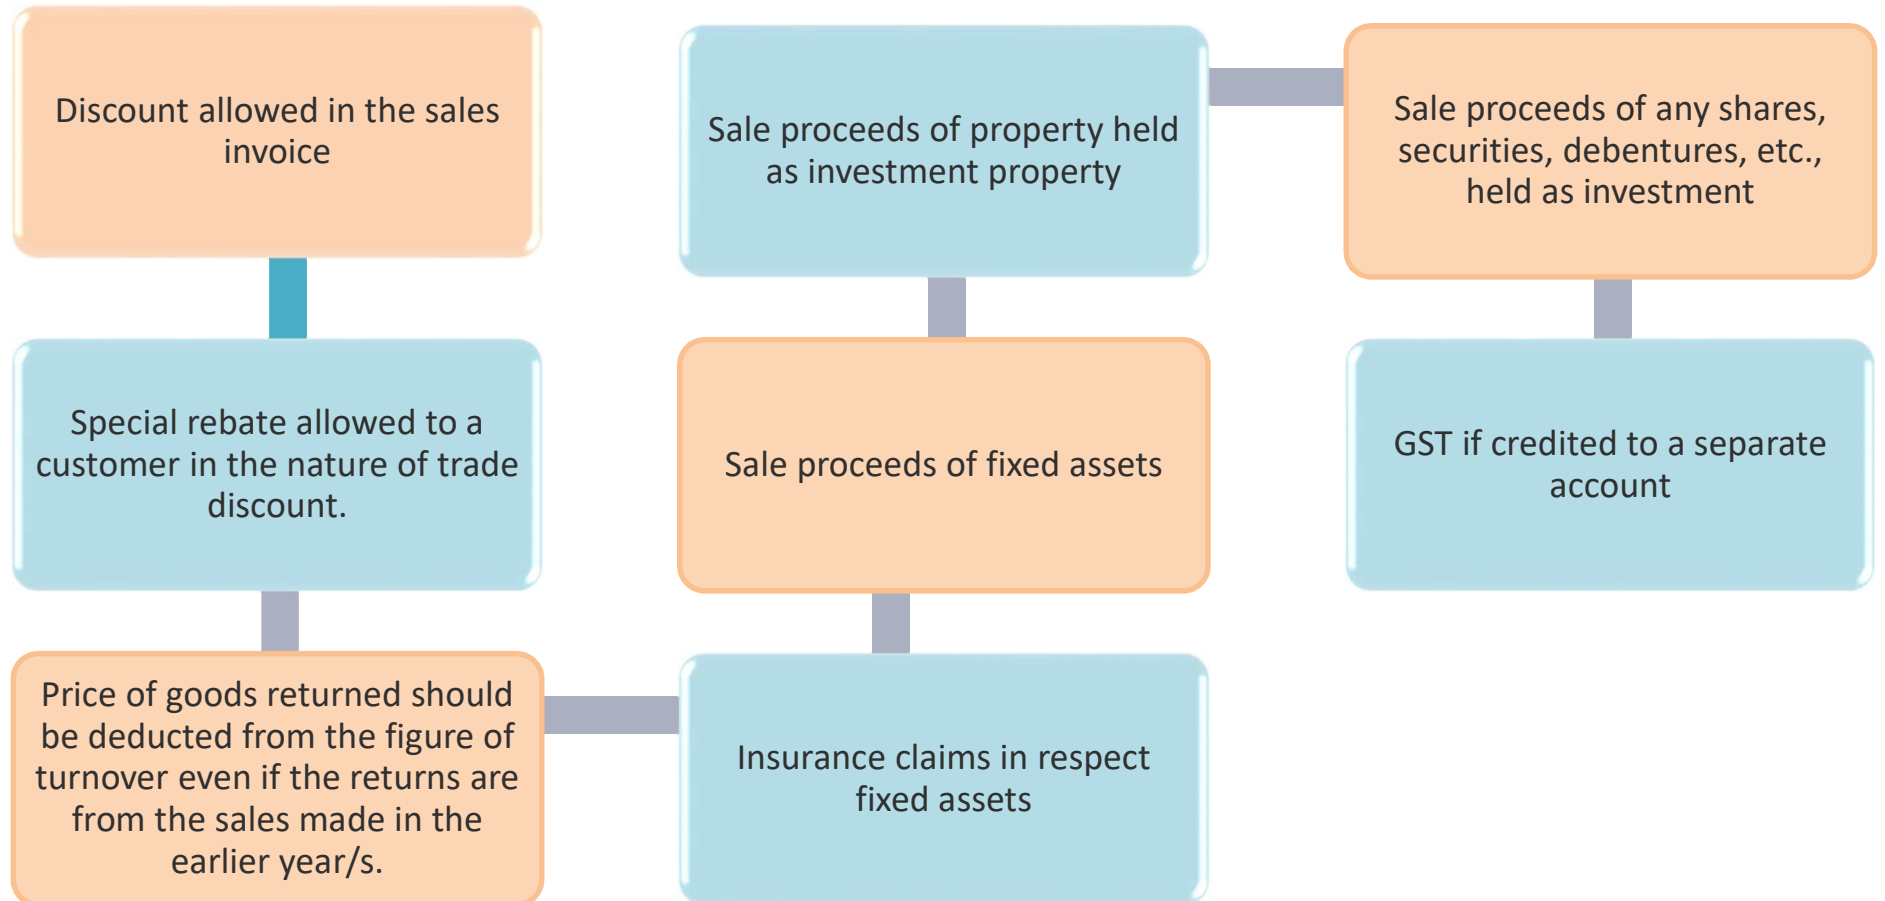 Discount allowed in the sales
invoice
Special rebate allowed to a
customer in the nature of trade
discount.
Price of goods returned should
be deducted from the figure of
turnover even if the returns are
from the sales made in the
earlier year/s.
Insurance claims in respect
fixed assets
Sale proceeds of fixed assets
Sale proceeds of property held
as investment property
Sale proceeds of any shares,
securities, debentures, etc.,
held as investment
GST if credited to a separate
account